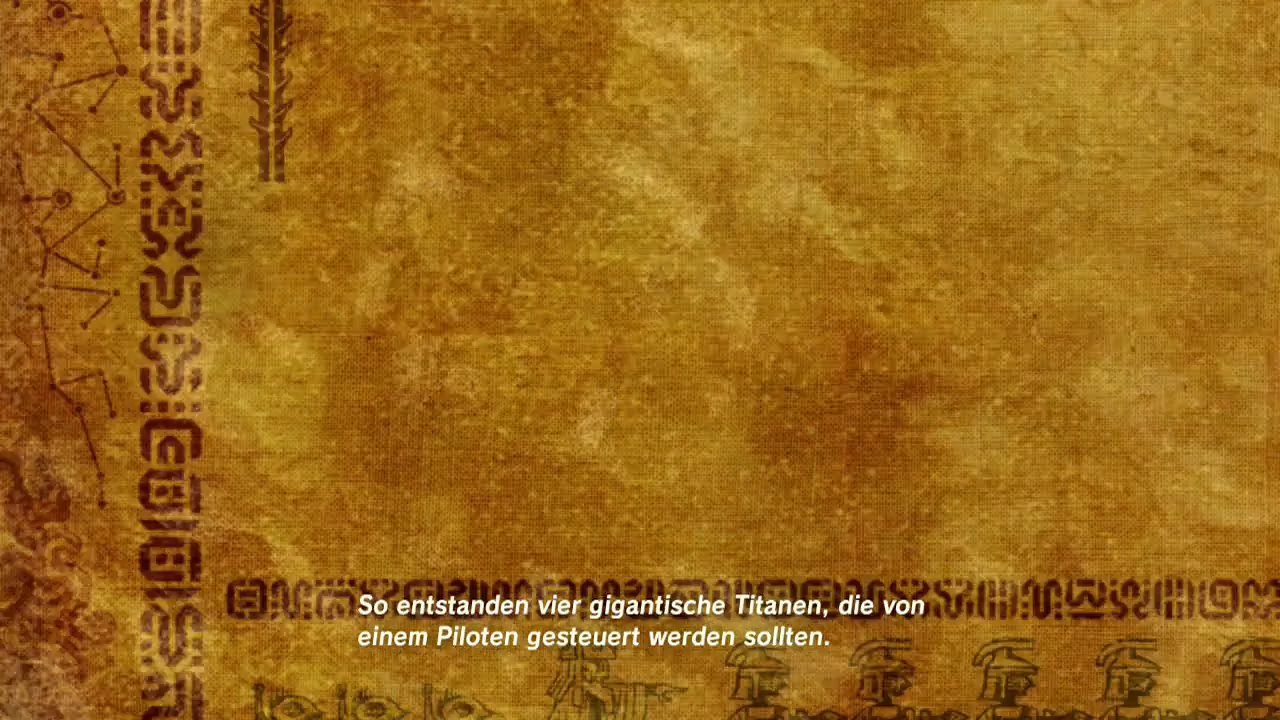 So entstanden vier gigantische Titanen, die von
einem Piloten gesteuert werden sollten.